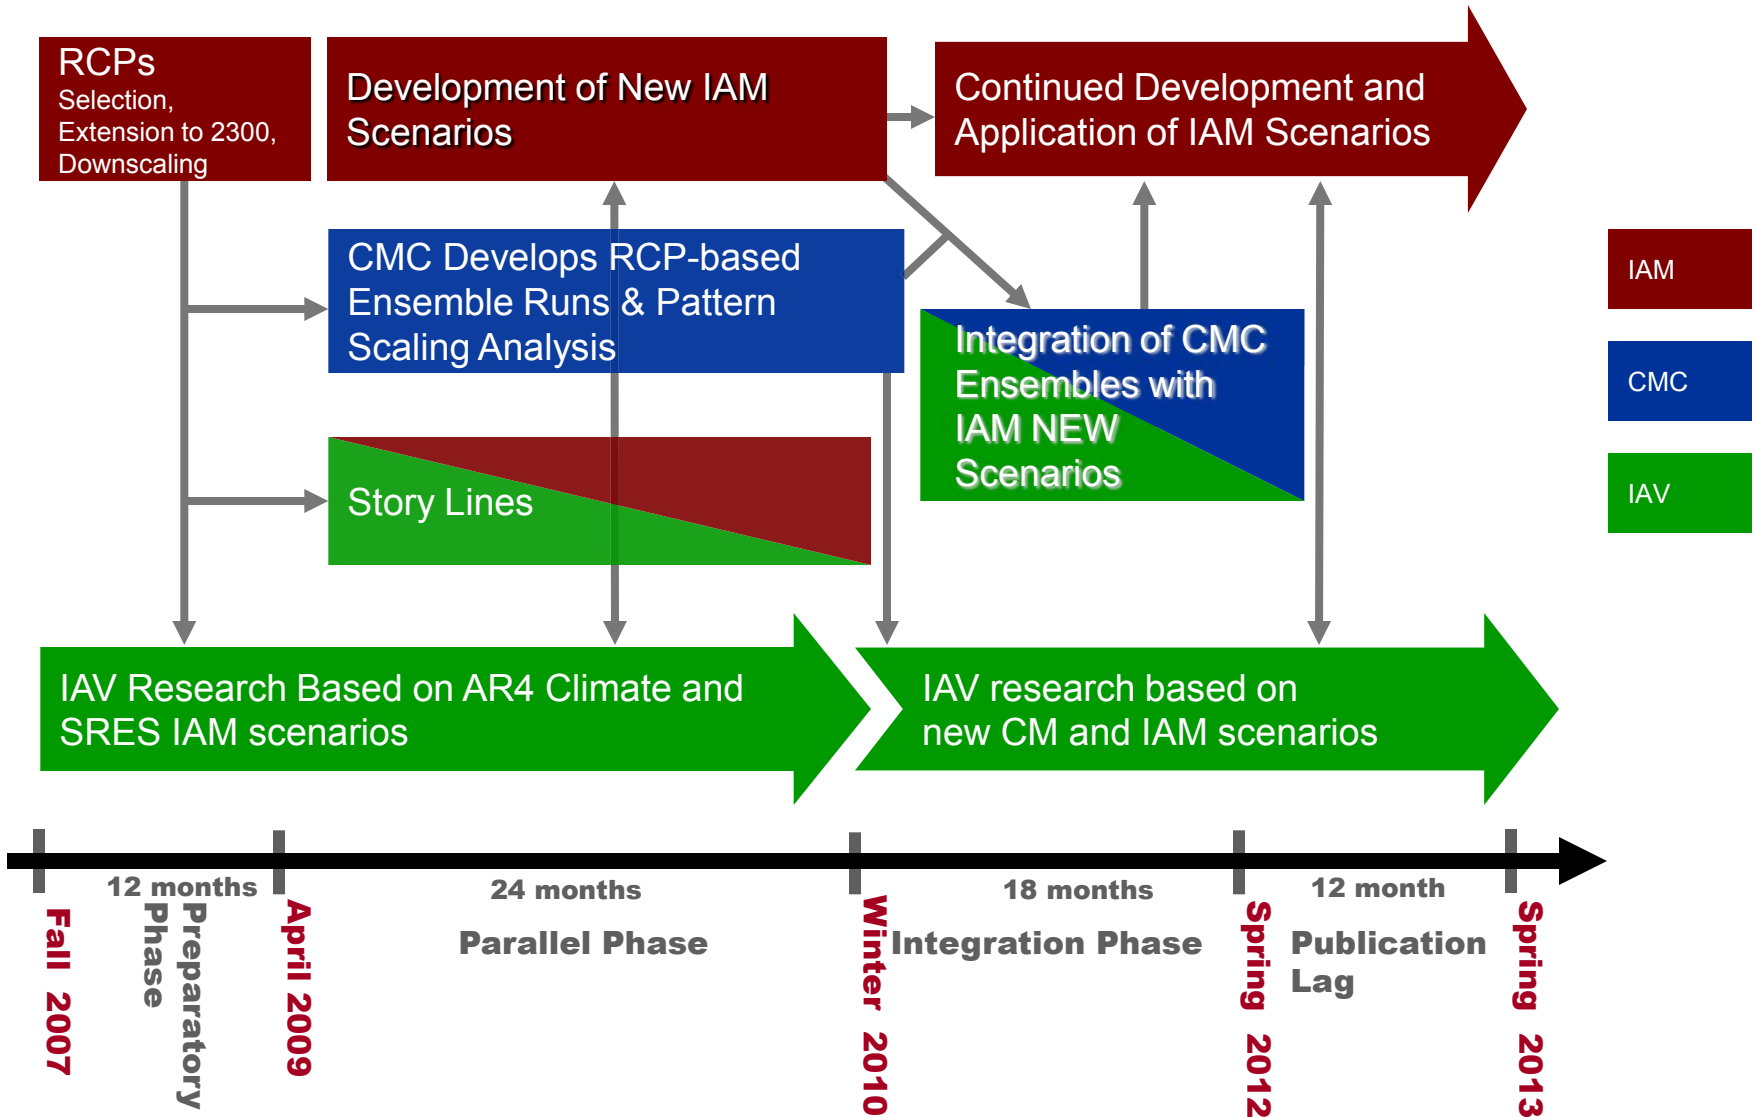 RCPs
Selection,
Extension to 2300,
Downscaling
Development of New IAM
Scenarios
Continued Development and
Application of IAM Scenarios
CMC Develops RCP-based
Ensemble Runs & Pattern
Scaling Analysis
Integration of CMC
Ensembles with
IAM NEW
Scenarios
Story Lines
IAM
CMC
IAV
IAV Research Based on AR4 Climate and
SRES IAM scenarios
IAV research based on
new CM and IAM scenarios
12 months
24 months
18 months
12 month
Fall 2007
Preparatory
Phase
April 2009
Parallel Phase
Winter 2010
Integration Phase
Spring 2012
Publication
Lag
Spring 2013